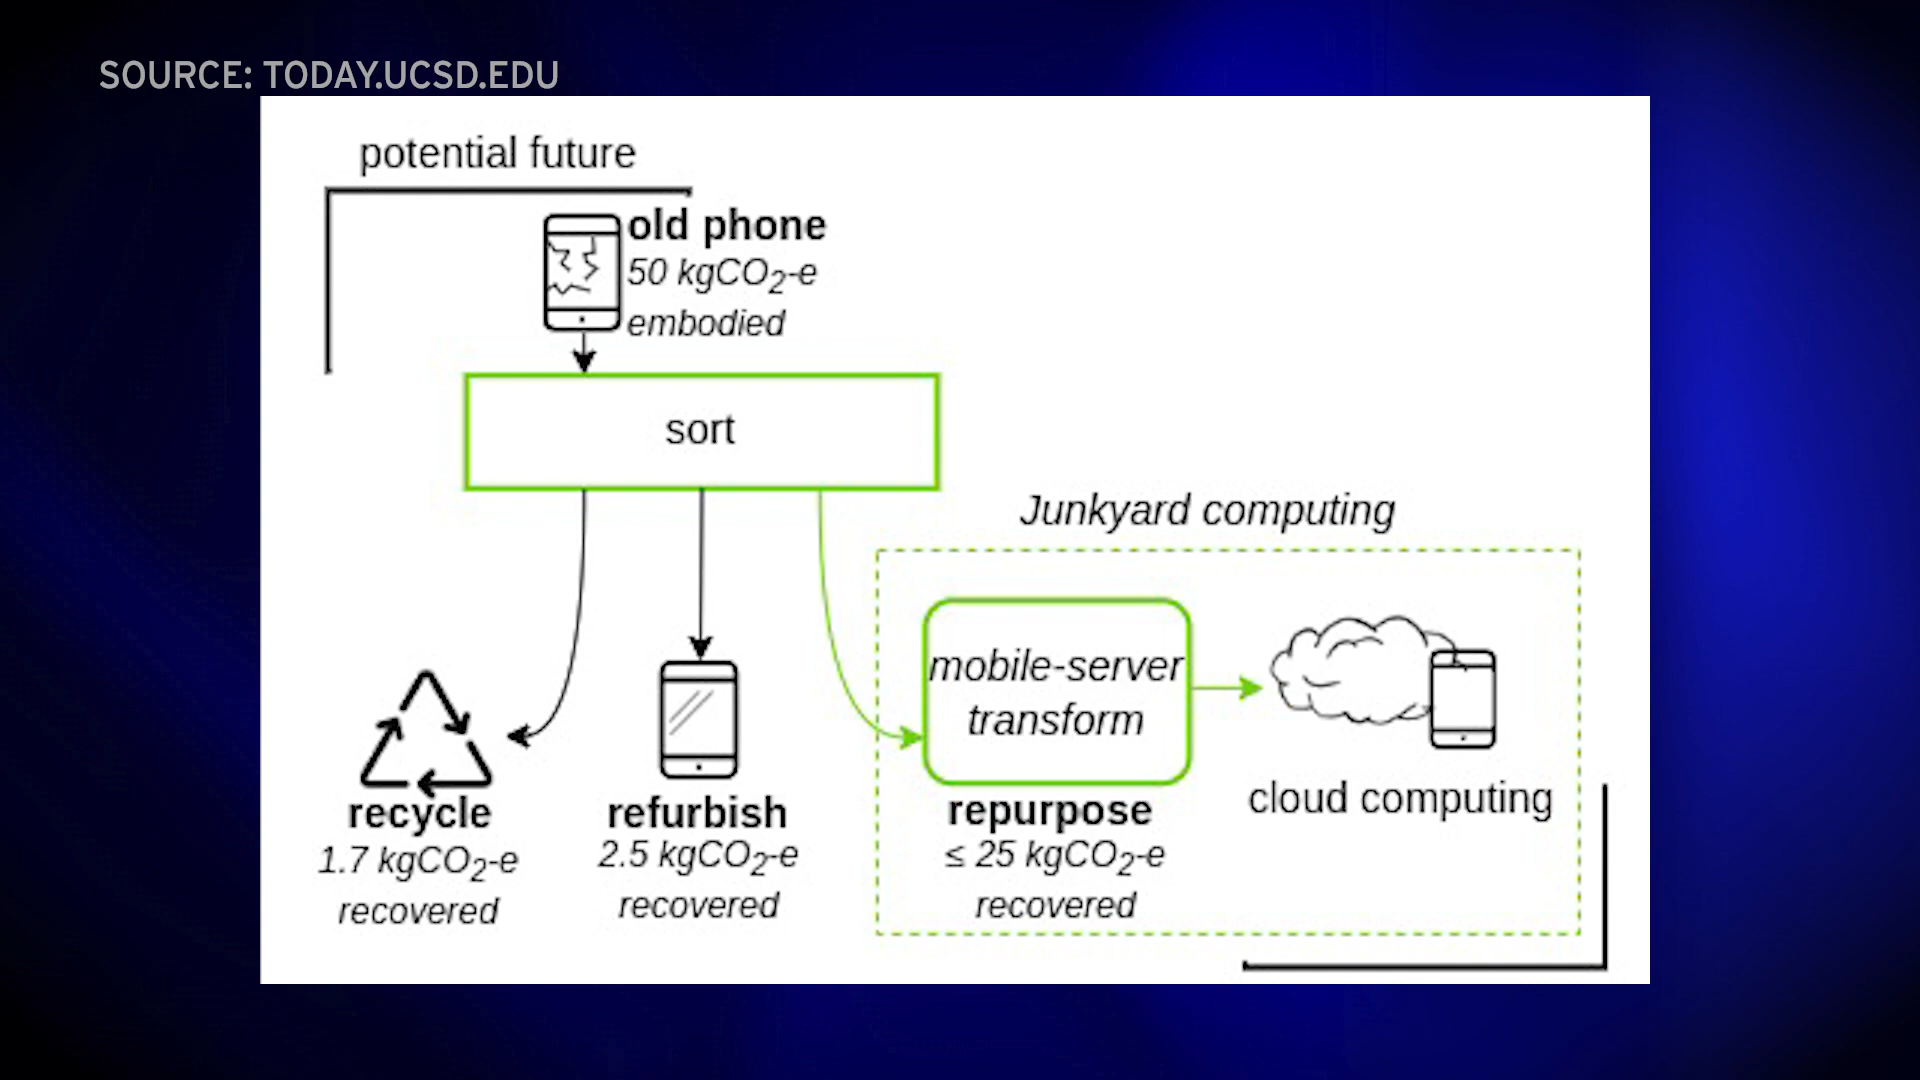 SOURCE: TODAY.UCSD.EDU
potential future
old phone
50 kgCO₂-e
embodied
sort
Junkyard computing
mobile-server
transform
recycle
1.7 kgCO₂-e
recovered
refurbish
2.5 kgCO₂-e
recovered
repurpose
≤ 25 kgCO₂-e
recovered
cloud computing